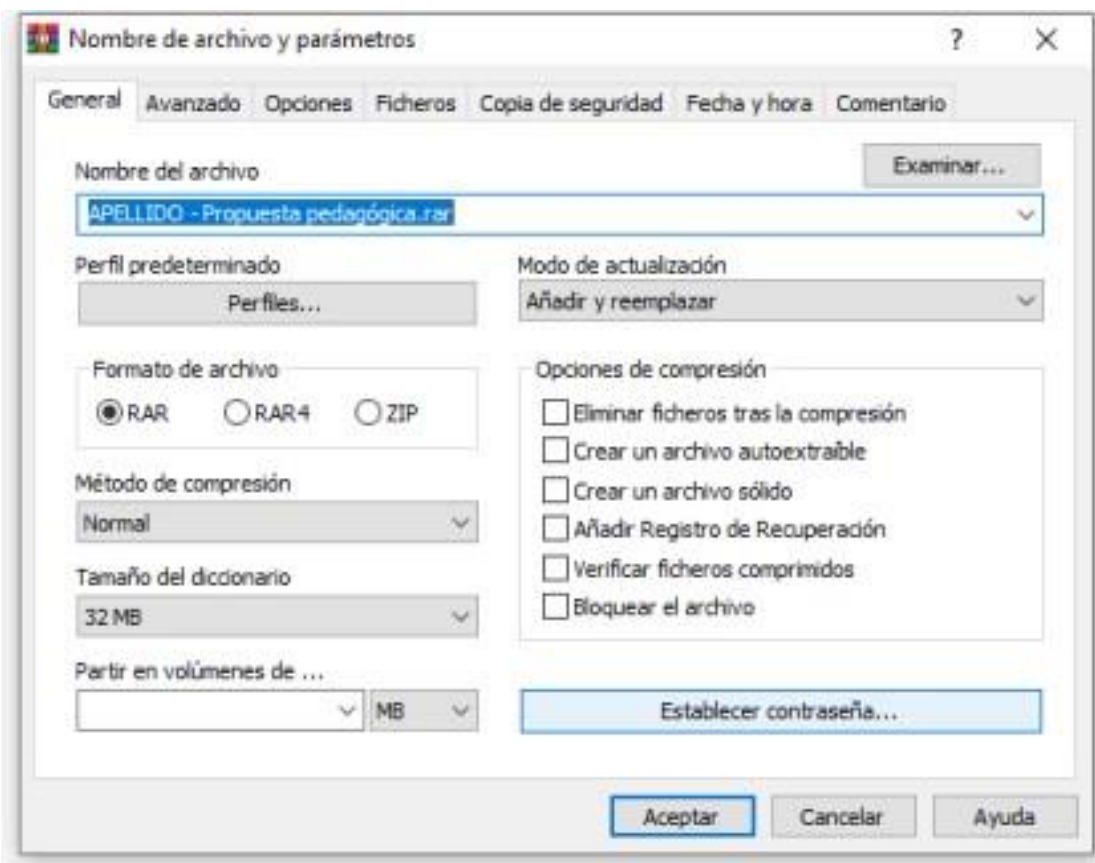 Nombre de archivo y parámetros
?
General Avanzado Opciones Ficheros Copia de seguridad Fecha y hora Comentario
Nombre del archivo
Examinar...
APELLIDO - Propuesta pedagógica.rar
Perfil predeterminado
Modo de actualización
Perfiles...
Añadir y reemplazar
Formato de archivo
Opciones de compresión
RAR RAR4 ZIP
Eliminar ficheros tras la compresión
Crear un archivo autoextraíble
Crear un archivo sólido
Método de compresión
Normal
Añadir Registro de Recuperación
Verificar ficheros comprimidos
Tamaño del diccionario
32 MB
Bloquear el archivo
Partir en volúmenes de ...
MB
Establecer contraseña...
Aceptar Cancelar Ayuda